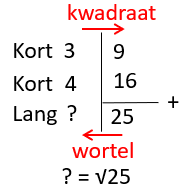 kwadraat
Kort 3 9
Kort 4 16
Lang ? 25 +
wortel
? = √25